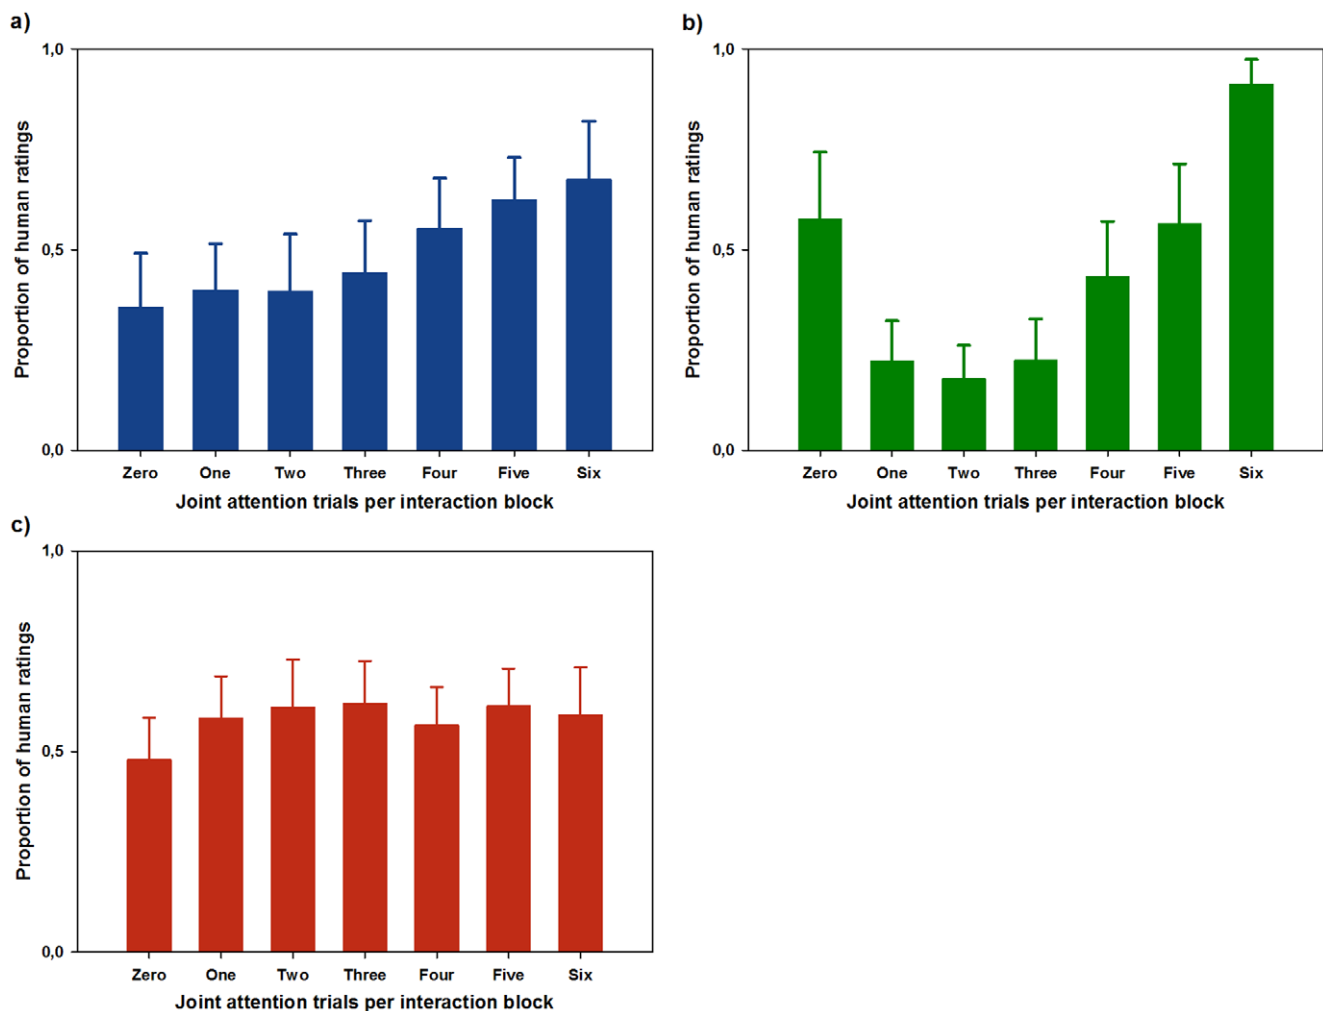 a)
1,0
0,5
0,0
Proportion of human ratings
Zero One Two Three Four Five Six
Joint attention trials per interaction block
b)
1,0
0,5
0,0
Proportion of human ratings
Zero One Two Three Four Five Six
Joint attention trials per interaction block
c)
1,0
0,5
0,0
Proportion of human ratings
Zero One Two Three Four Five Six
Joint attention trials per interaction block